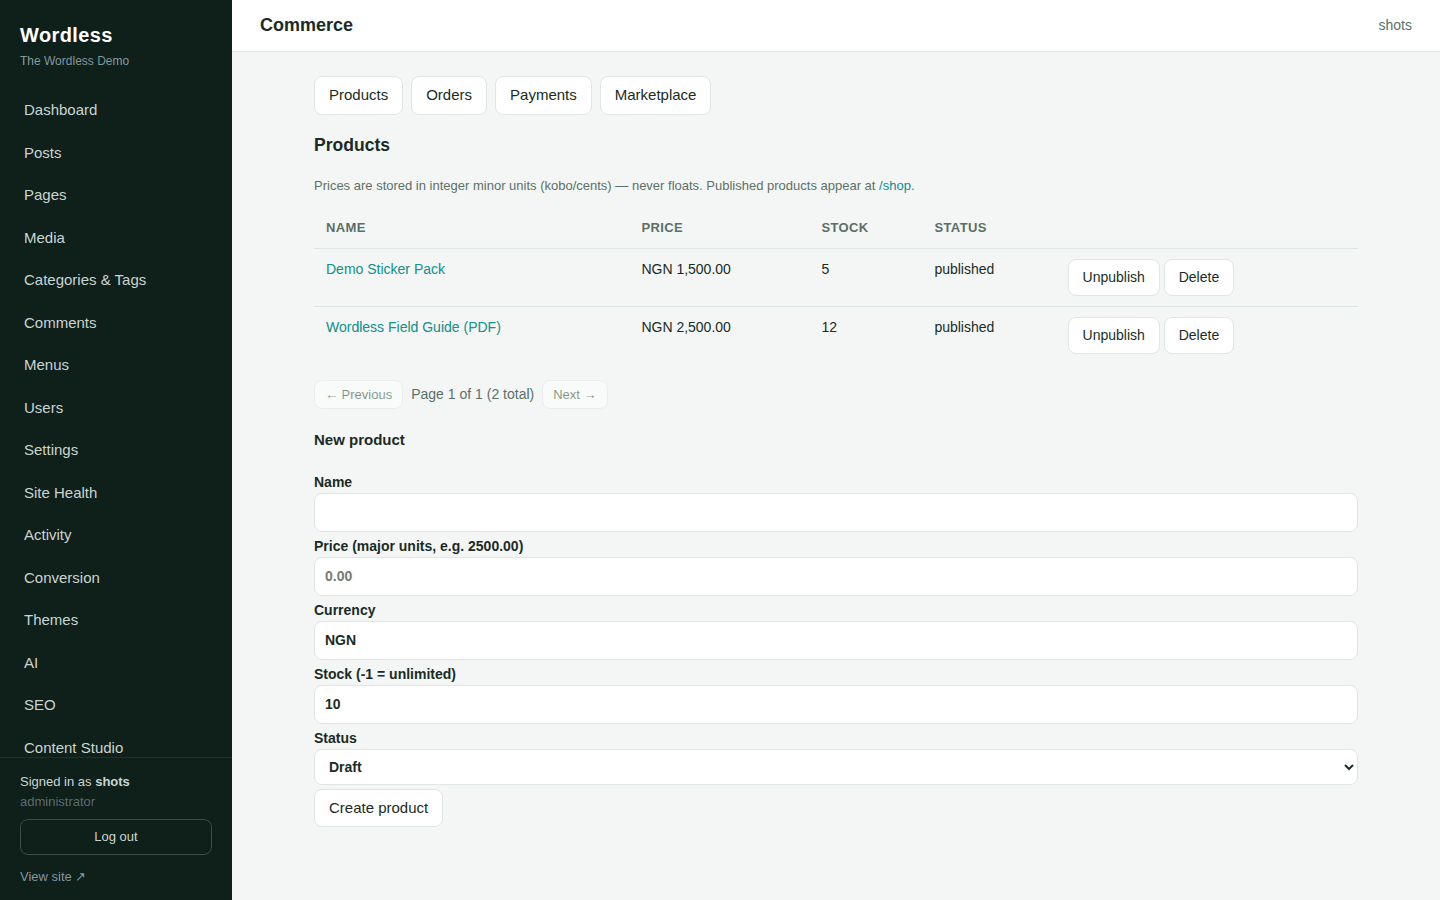 Wordless
The Wordless Demo
Dashboard
Posts
Pages
Media
Categories & Tags
Comments
Menus
Users
Settings
Site Health
Activity
Conversion
Themes
AI
SEO
Content Studio
Signed in as shots
administrator
Log out
View site ↗
Commerce
shots
Products Orders Payments Marketplace
Products
Prices are stored in integer minor units (kobo/cents) — never floats. Published products appear at /shop.
NAME PRICE STOCK STATUS
Demo Sticker Pack NGN 1,500.00 5 published Unpublish Delete
Wordless Field Guide (PDF) NGN 2,500.00 12 published Unpublish Delete
← Previous Page 1 of 1 (2 total) Next →
New product
Name
Price (major units, e.g. 2500.00)
0.00
Currency
NGN
Stock (-1 = unlimited)
10
Status
Draft
Create product